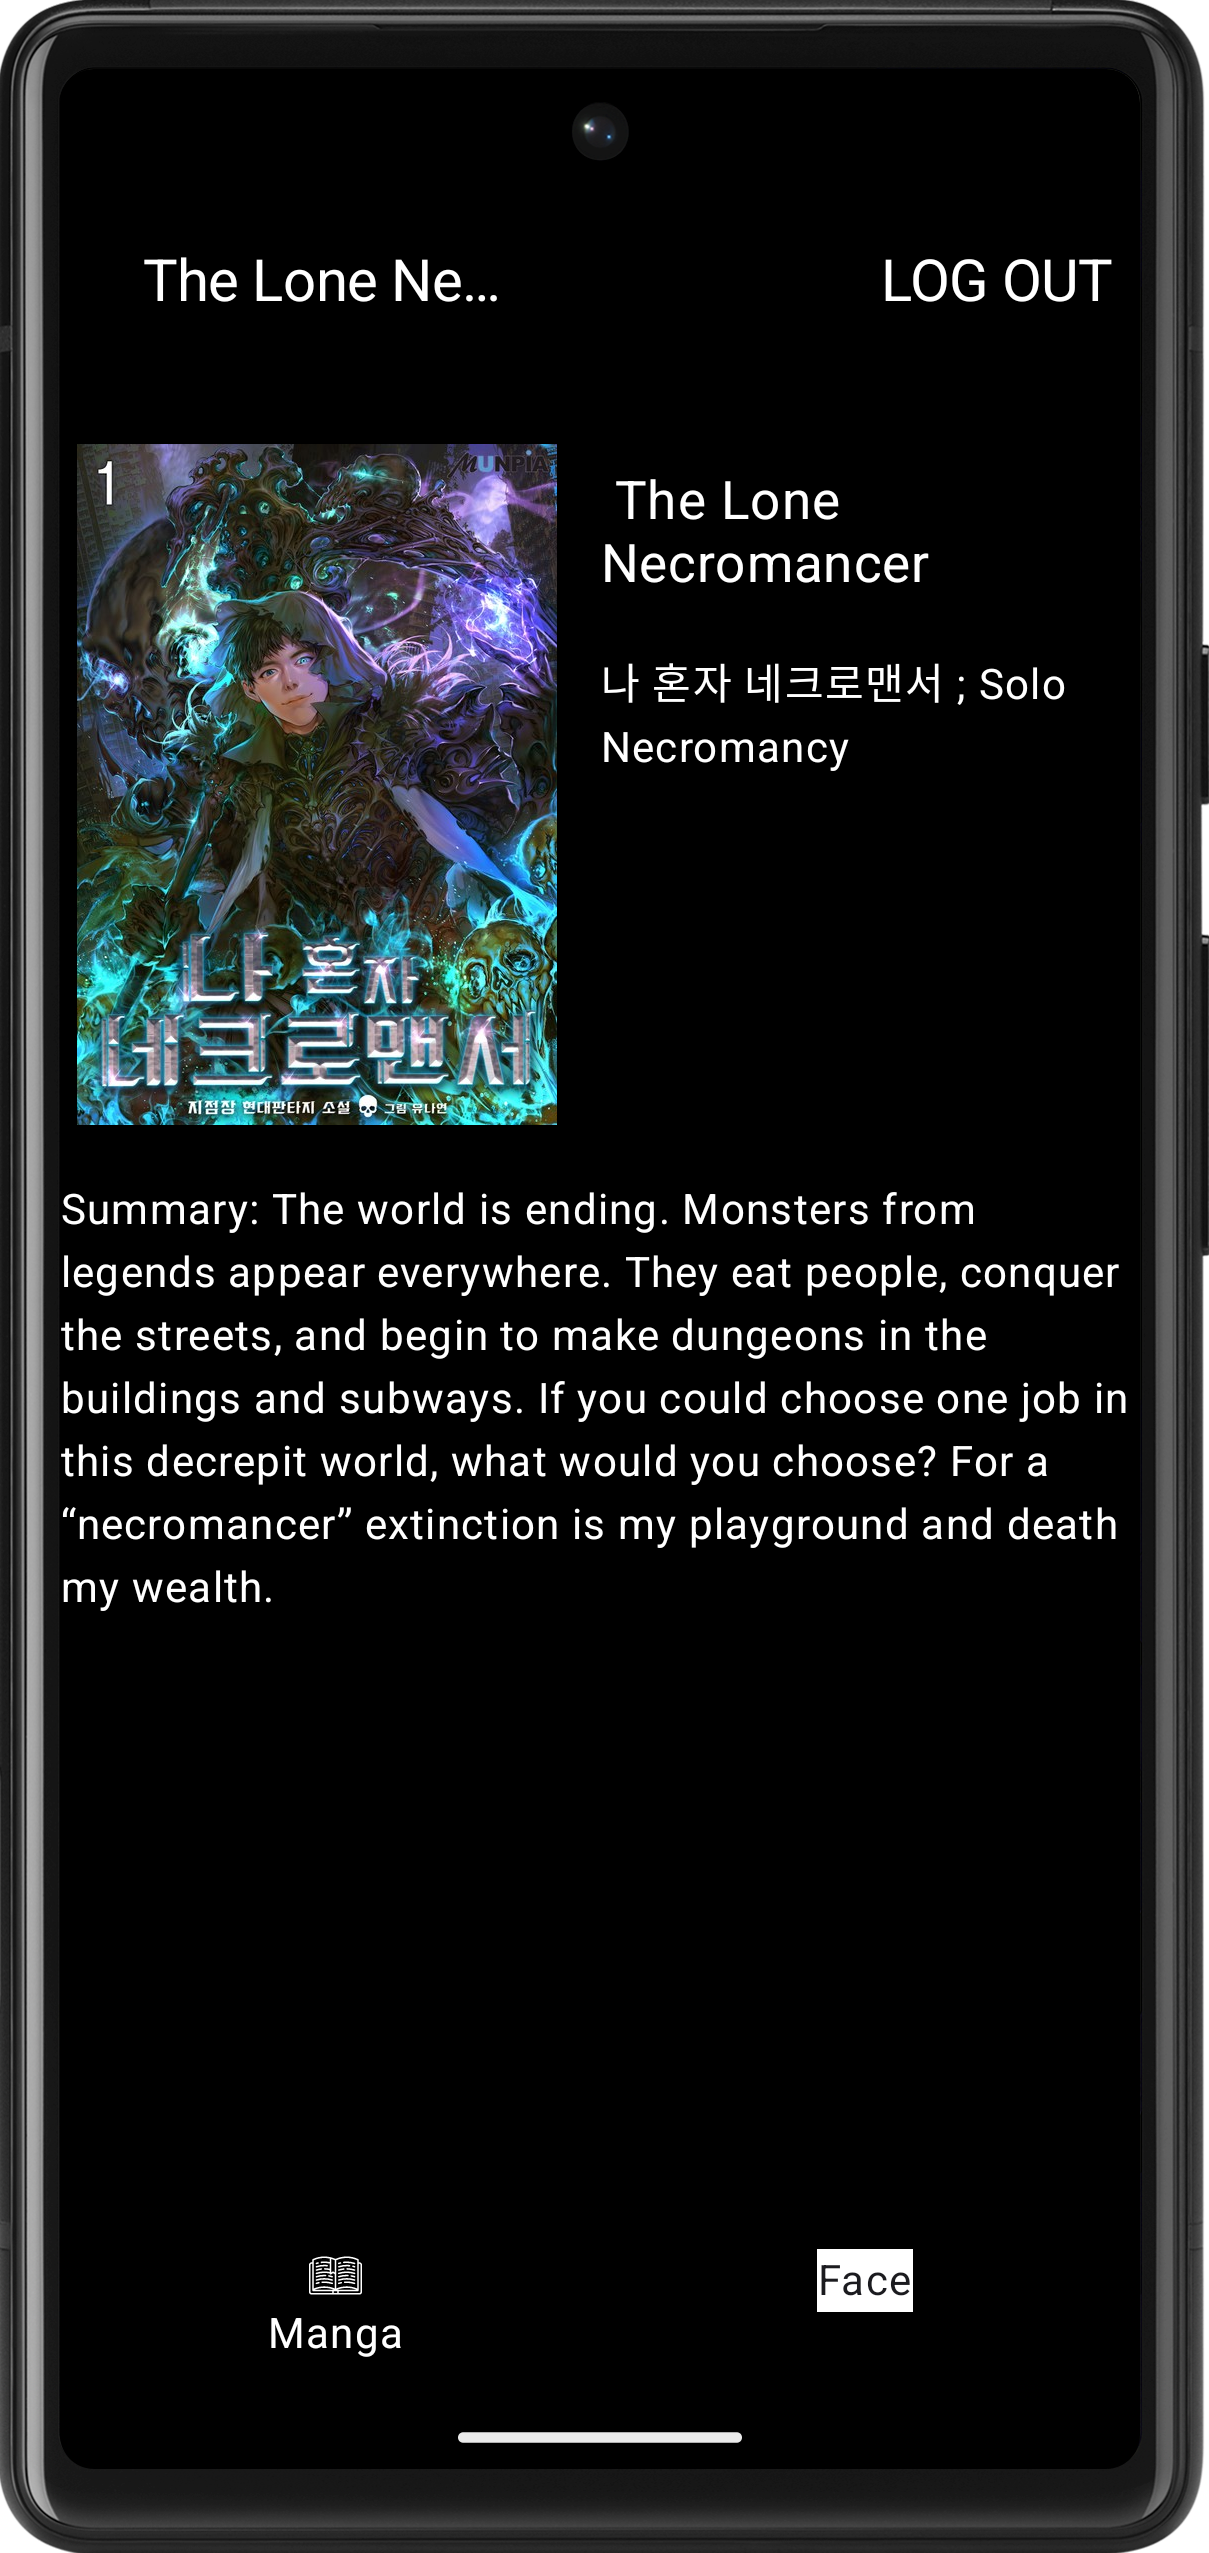 The Lone Ne...
LOG OUT
1
MUNPIA
The Lone
Necromancer
나 혼자 네크로맨서 ; Solo
Necromancy
나 혼자
네크로맨서
지점장 현대판타지 소설 그림 뮤나연
Summary: The world is ending. Monsters from
legends appear everywhere. They eat people, conquer
the streets, and begin to make dungeons in the
buildings and subways. If you could choose one job in
this decrepit world, what would you choose? For a
“necromancer” extinction is my playground and death
my wealth.
Manga
Face